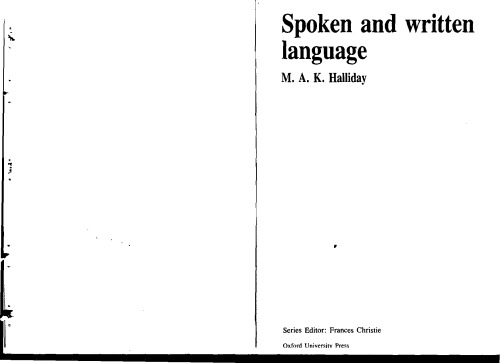 Spoken and written
language
M. A. K. Halliday
Series Editor: Frances Christie
Oxford University Press